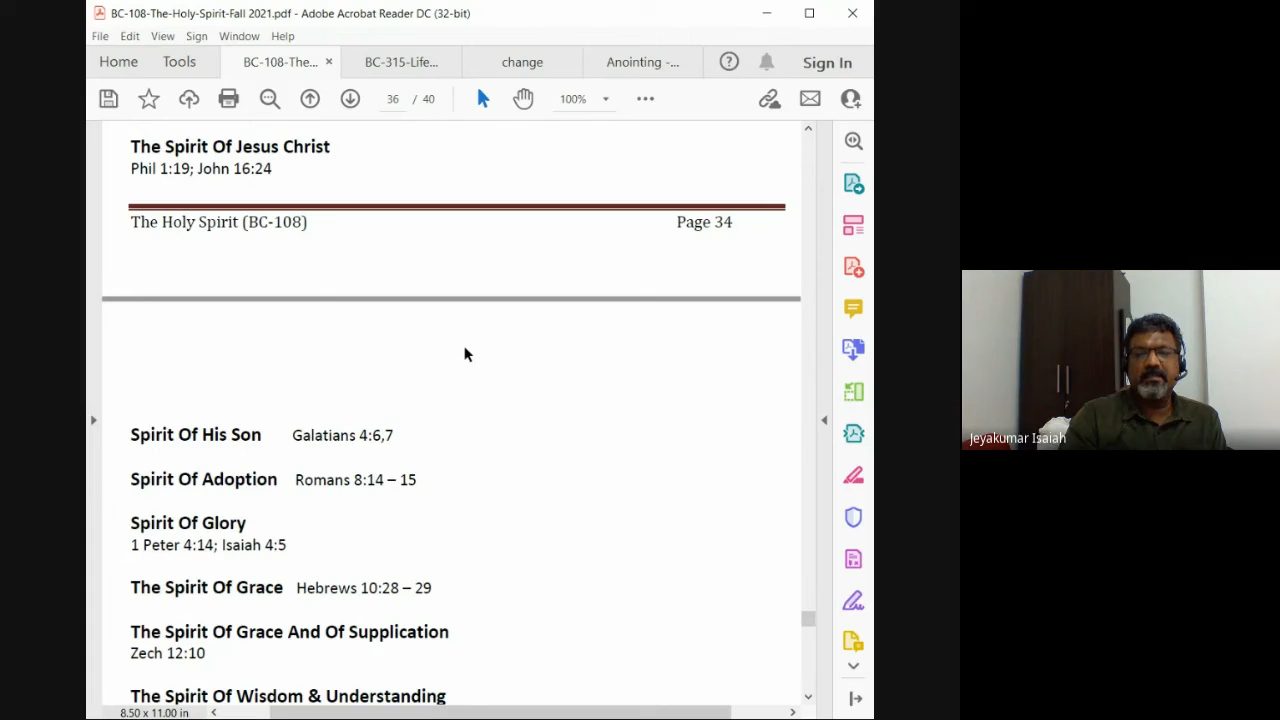 BC-108-The-Holy-Spirit-Fall 2021.pdf - Adobe Acrobat Reader DC (32-bit)
File Edit View Sign Window Help
Home Tools BC-108-The... × BC-315-Life... change Anointing -... Sign In
36 / 40 100%
The Spirit Of Jesus Christ
Phil 1:19; John 16:24
The Holy Spirit (BC-108) Page 34
Spirit Of His Son Galatians 4:6,7
Spirit Of Adoption Romans 8:14 – 15
Spirit Of Glory
1 Peter 4:14; Isaiah 4:5
The Spirit Of Grace Hebrews 10:28 – 29
The Spirit Of Grace And Of Supplication
Zech 12:10
The Spirit Of Wisdom & Understanding
8.50 x 11.00 in
Jeyakumar Isaiah